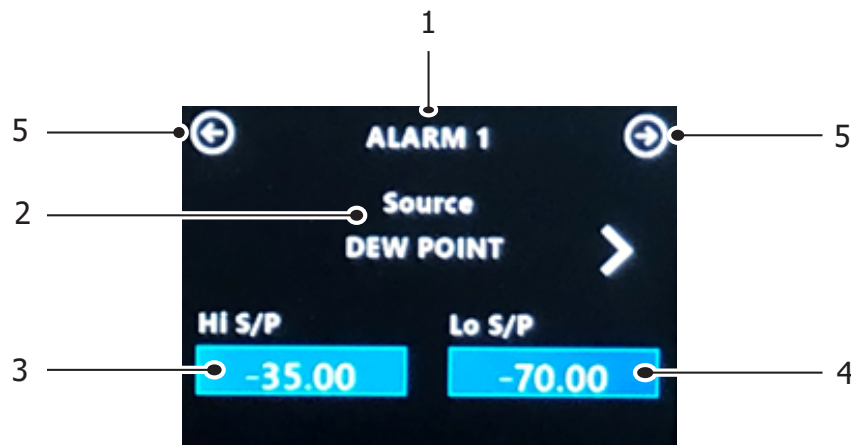 1
5 ALARM 1 5
2 Source
DEW POINT
Hi S/P Lo S/P
3 -35.00 -70.00 4